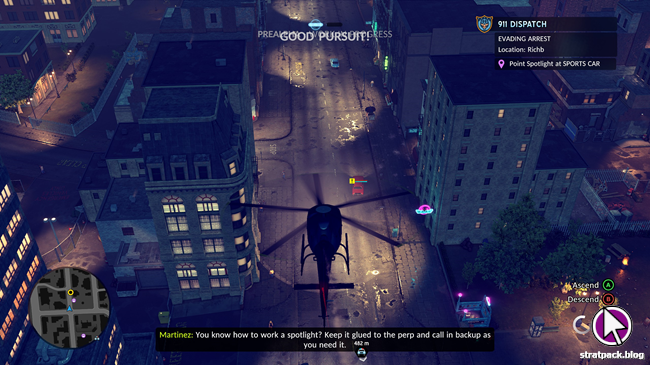 911 DISPATCH
GOOD PURSUIT!
EVADING ARREST
Location: Richb
Point Spotlight at SPORTS CAR
Ascend A
Descend B
Martinez: You know how to work a spotlight? Keep it glued to the perp and call in backup as
you need it.
482 m
stratpack.blog